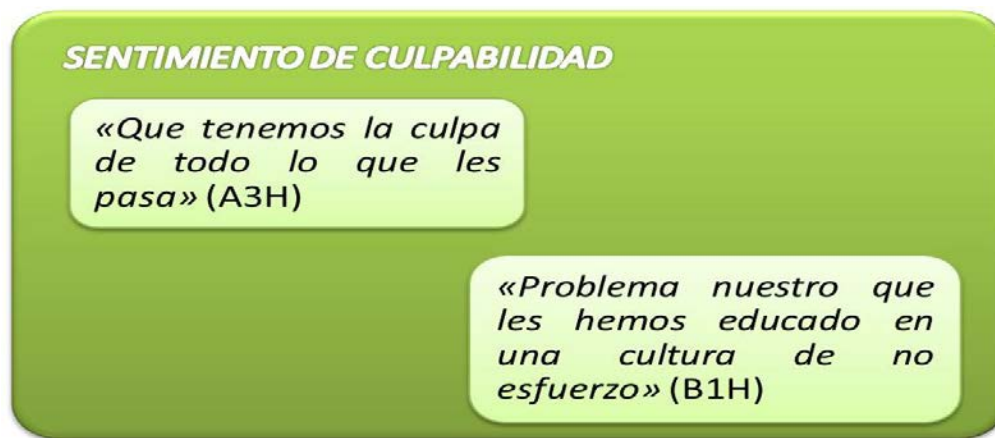 SENTIMIENTO DE CULPABILIDAD
«Que tenemos la culpa
de todo lo que les
pasa» (A3H)
«Problema nuestro que
les hemos educado en
una cultura de no
esfuerzo» (B1H)